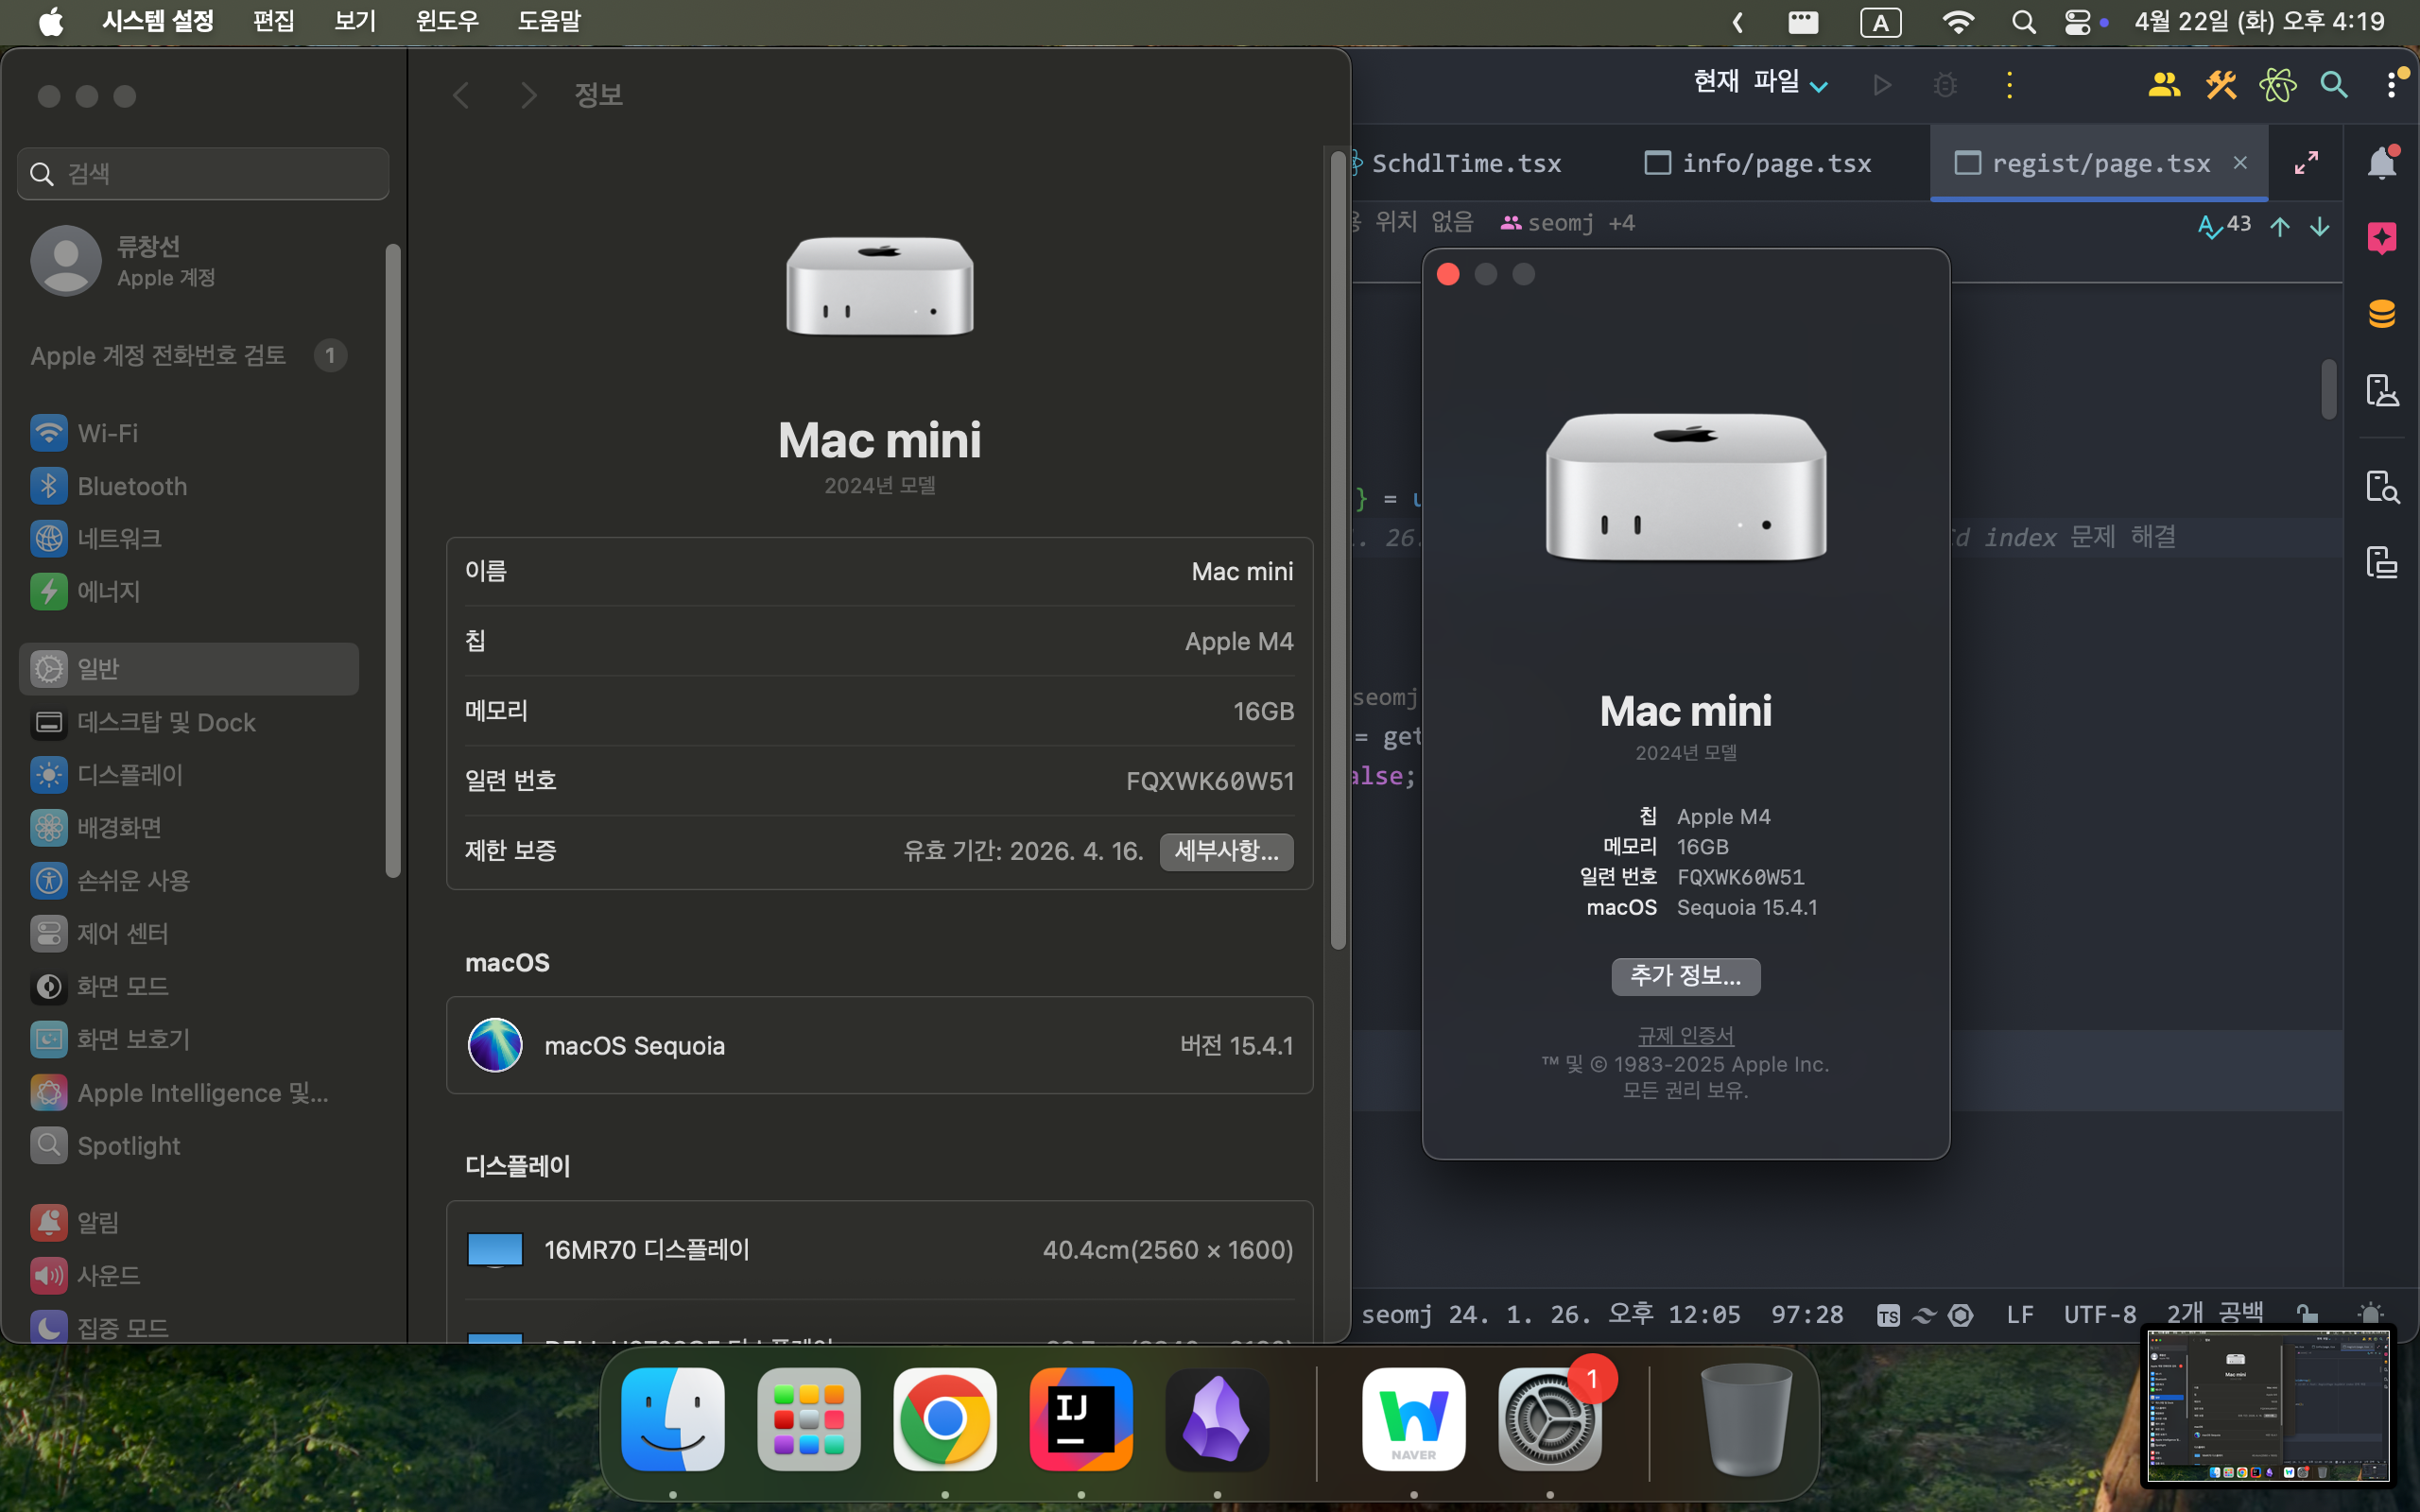 시스템 설정 편집 보기 윈도우 도움말
A 4월 22일 (화) 오후 4:19
검색
류창선
Apple 계정
Apple 계정 전화번호 검토 1
Wi-Fi
Bluetooth
네트워크
에너지
일반
데스크탑 및 Dock
디스플레이
배경화면
손쉬운 사용
제어 센터
화면 모드
화면 보호기
Apple Intelligence 및...
Spotlight
알림
사운드
집중 모드
정보
Mac mini
2024년 모델
이름 Mac mini
칩 Apple M4
메모리 16GB
일련 번호 FQXWK60W51
제한 보증 유효 기간: 2026. 4. 16. 세부사항...
macOS
macOS Sequoia 버전 15.4.1
디스플레이
16MR70 디스플레이 40.4cm(2560 × 1600)
현재 파일
SchdlTime.tsx info/page.tsx regist/page.tsx
위치 없음 seomj +4
43
} = u
26. d index 문제 해결
seomj
= get
alse;
Mac mini
2024년 모델
칩 Apple M4
메모리 16GB
일련 번호 FQXWK60W51
macOS Sequoia 15.4.1
추가 정보...
규제 인증서
™ 및 © 1983-2025 Apple Inc.
모든 권리 보유.
seomj 24. 1. 26. 오후 12:05 97:28 TS LF UTF-8 2개 공백
IJ
NAVER
1